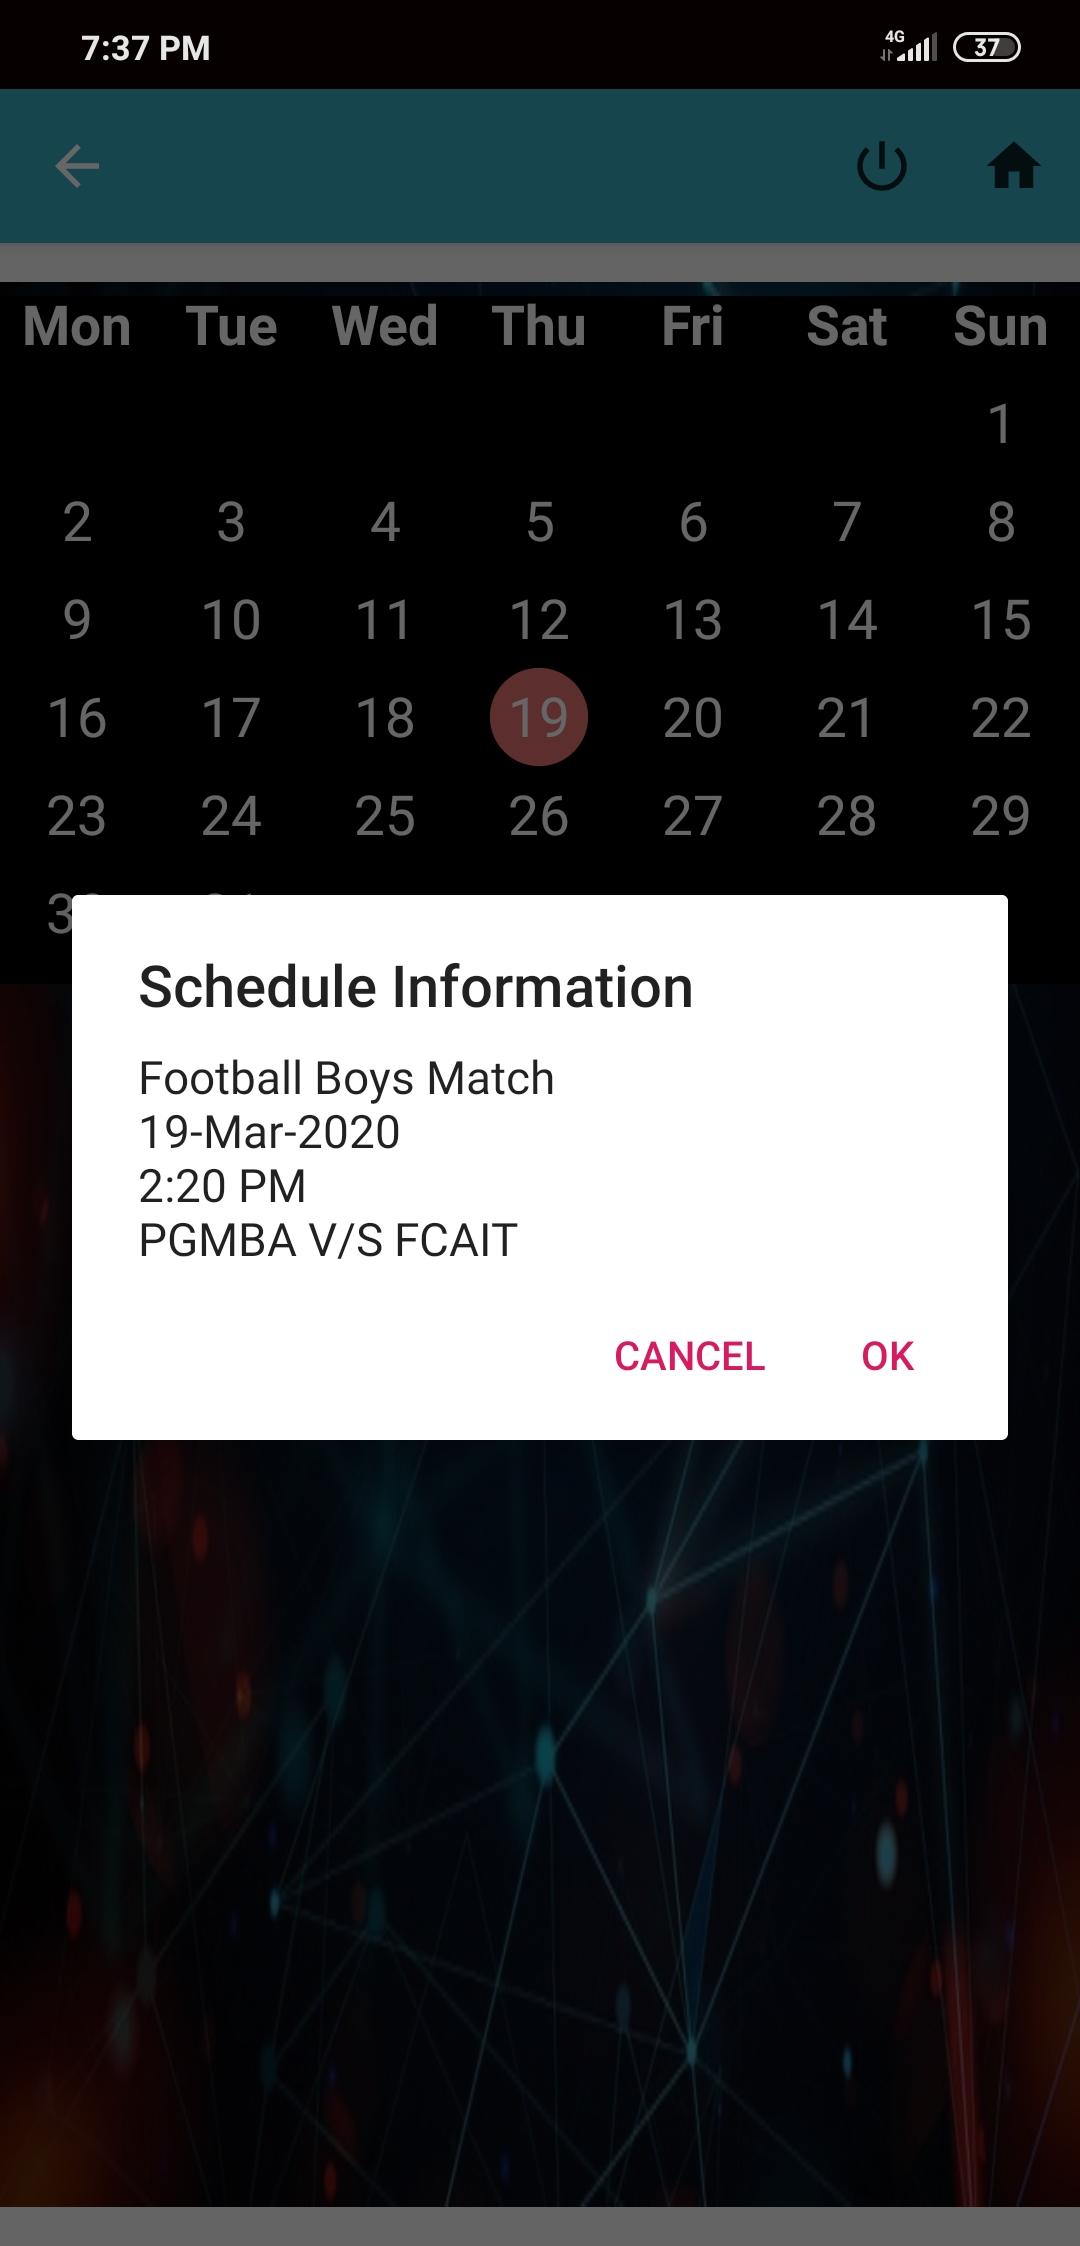 7:37 PM 4G 37
Mon Tue Wed Thu Fri Sat Sun
1
2 3 4 5 6 7 8
9 10 11 12 13 14 15
16 17 18 19 20 21 22
23 24 25 26 27 28 29
Schedule Information
Football Boys Match
19-Mar-2020
2:20 PM
PGMBA V/S FCAIT
CANCEL OK